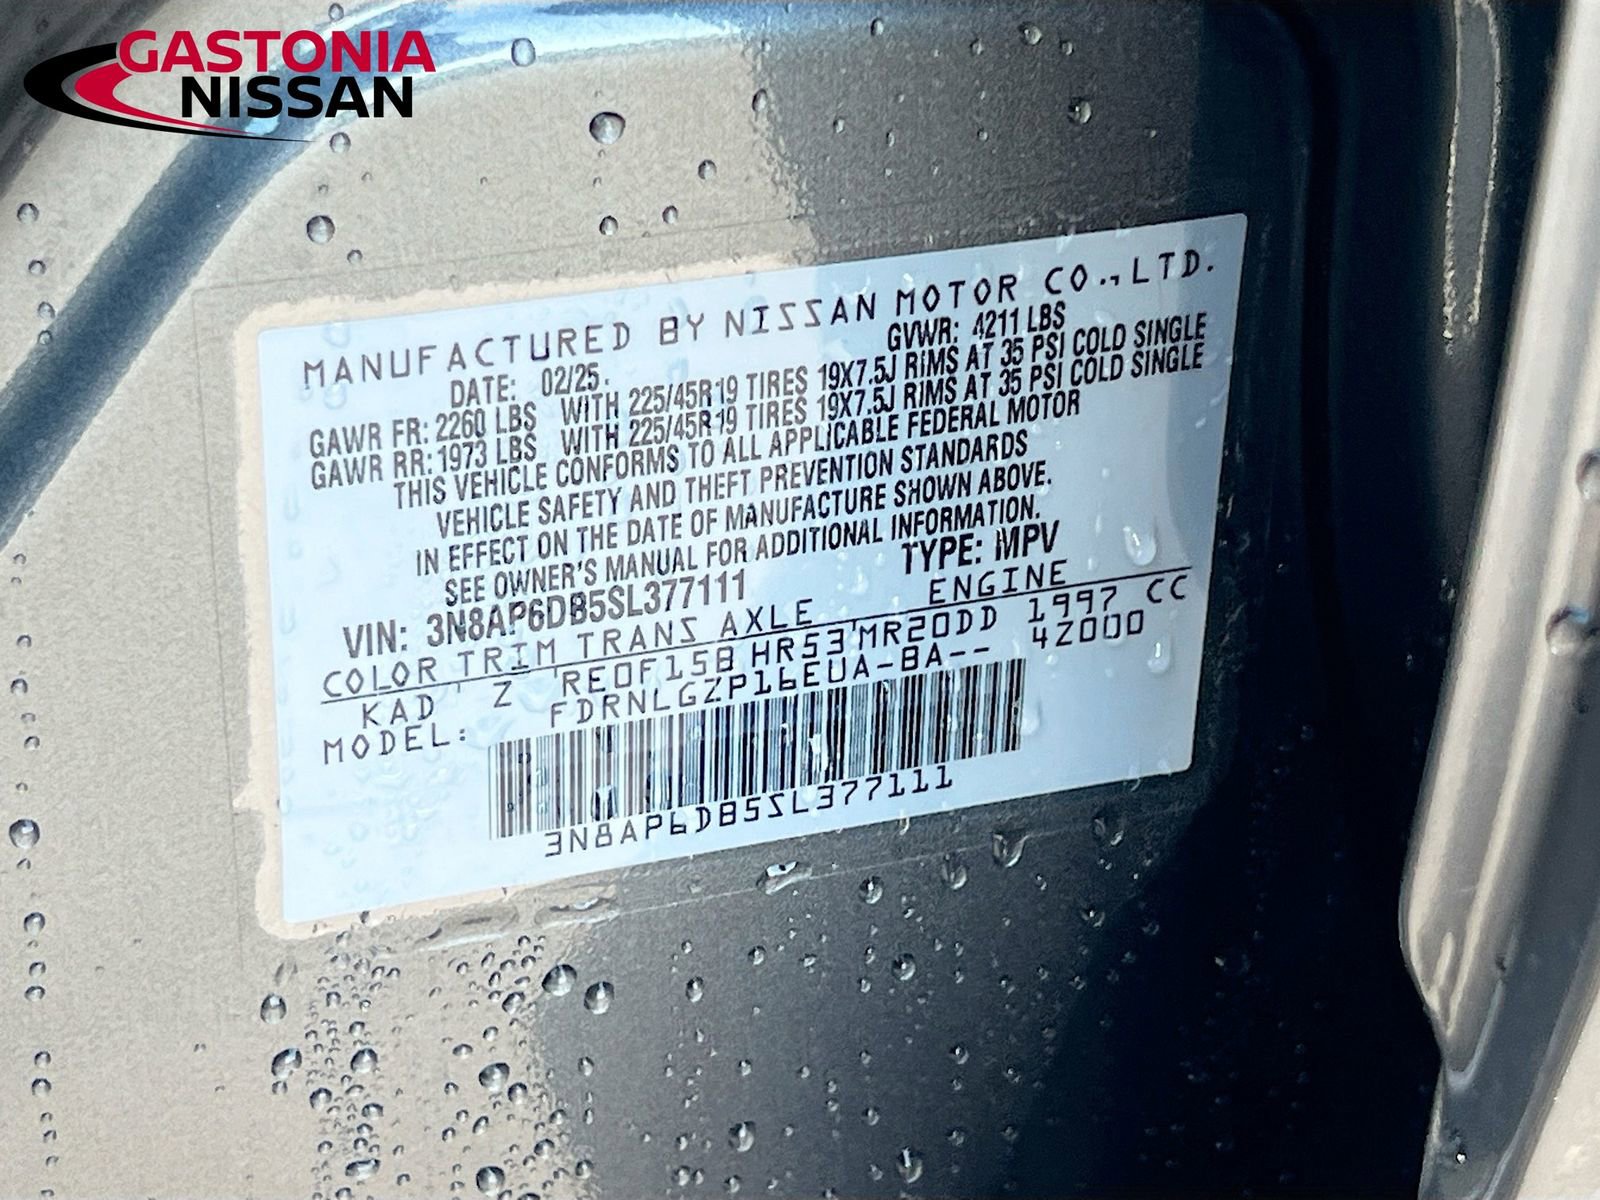 GASTONIA
NISSAN
MANUFACTURED BY NISSAN MOTOR CO., LTD.
DATE: 02/25. GVWR: 4211 LBS
GAWR FR: 2260 LBS WITH 225/45R19 TIRES 19X7.5J RIMS AT 35 PSI COLD SINGLE
GAWR RR: 1973 LBS WITH 225/45R19 TIRES 19X7.5J RIMS AT 35 PSI COLD SINGLE
THIS VEHICLE CONFORMS TO ALL APPLICABLE FEDERAL MOTOR
VEHICLE SAFETY AND THEFT PREVENTION STANDARDS
IN EFFECT ON THE DATE OF MANUFACTURE SHOWN ABOVE.
SEE OWNER'S MANUAL FOR ADDITIONAL INFORMATION.
VIN: 3N8AP6DB5SL377111 TYPE: MPV
COLOR TRIM TRANS AXLE ENGINE
KAD Z RE0F15B HR53 MR20DD 1997 CC
MODEL: FDRNLGZP16EUA-BA-- 4Z000
3N8AP6DB5SL377111